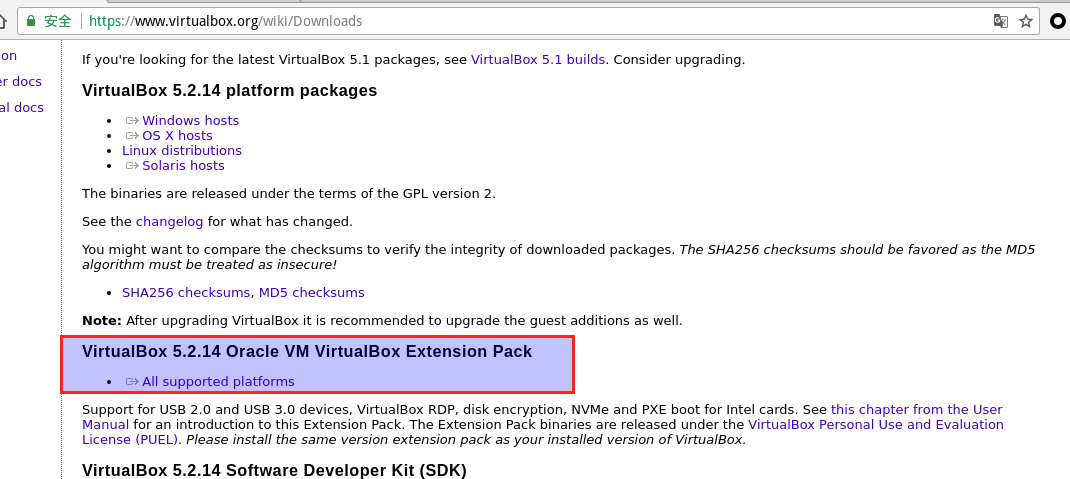 安全 https://www.virtualbox.org/wiki/Downloads
on
er docs
al docs
If you're looking for the latest VirtualBox 5.1 packages, see VirtualBox 5.1 builds. Consider upgrading.
VirtualBox 5.2.14 platform packages
Windows hosts
OS X hosts
Linux distributions
Solaris hosts
The binaries are released under the terms of the GPL version 2.
See the changelog for what has changed.
You might want to compare the checksums to verify the integrity of downloaded packages. The SHA256 checksums should be favored as the MD5
algorithm must be treated as insecure!
SHA256 checksums, MD5 checksums
Note: After upgrading VirtualBox it is recommended to upgrade the guest additions as well.
VirtualBox 5.2.14 Oracle VM VirtualBox Extension Pack
All supported platforms
Support for USB 2.0 and USB 3.0 devices, VirtualBox RDP, disk encryption, NVMe and PXE boot for Intel cards. See this chapter from the User
Manual for an introduction to this Extension Pack. The Extension Pack binaries are released under the VirtualBox Personal Use and Evaluation
License (PUEL). Please install the same version extension pack as your installed version of VirtualBox.
VirtualBox 5.2.14 Software Developer Kit (SDK)